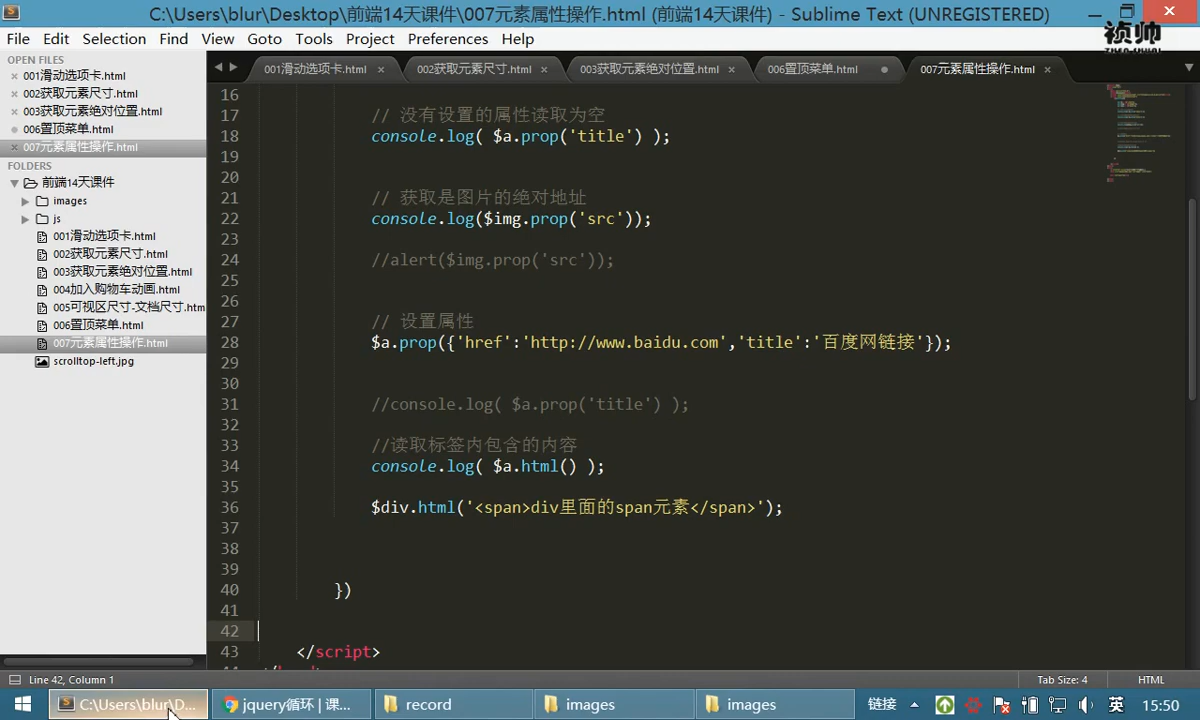 C:\Users\blur\Desktop\前端14天课件\007元素属性操作.html (前端14天课件) - Sublime Text (UNREGISTERED)
祯帅
File Edit Selection Find View Goto Tools Project Preferences Help
OPEN FILES
001滑动选项卡.html
002获取元素尺寸.html
003获取元素绝对位置.html
006置顶菜单.html
007元素属性操作.html
FOLDERS
前端14天课件
images
js
001滑动选项卡.html
002获取元素尺寸.html
003获取元素绝对位置.html
004加入购物车动画.html
005可视区尺寸-文档尺寸.htm
006置顶菜单.html
007元素属性操作.html
scrolltop-left.jpg
001滑动选项卡.html 002获取元素尺寸.html 003获取元素绝对位置.html 006置顶菜单.html 007元素属性操作.html
16
17 // 没有设置的属性读取为空
18 console.log( $a.prop('title') );
19
20
21 // 获取是图片的绝对地址
22 console.log($img.prop('src'));
23
24 //alert($img.prop('src'));
25
26
27 // 设置属性
28 $a.prop({'href':'http://www.baidu.com','title':'百度网链接'});
29
30
31 //console.log( $a.prop('title') );
32
33 //读取标签内包含的内容
34 console.log( $a.html() );
35
36 $div.html('<span>div里面的span元素</span>');
37
38
39
40 })
41
42
43 </script>
Line 42, Column 1 Tab Size: 4 HTML
C:\Users\blur\D... jquery循环 | 课... record images images 链接 英 15:50